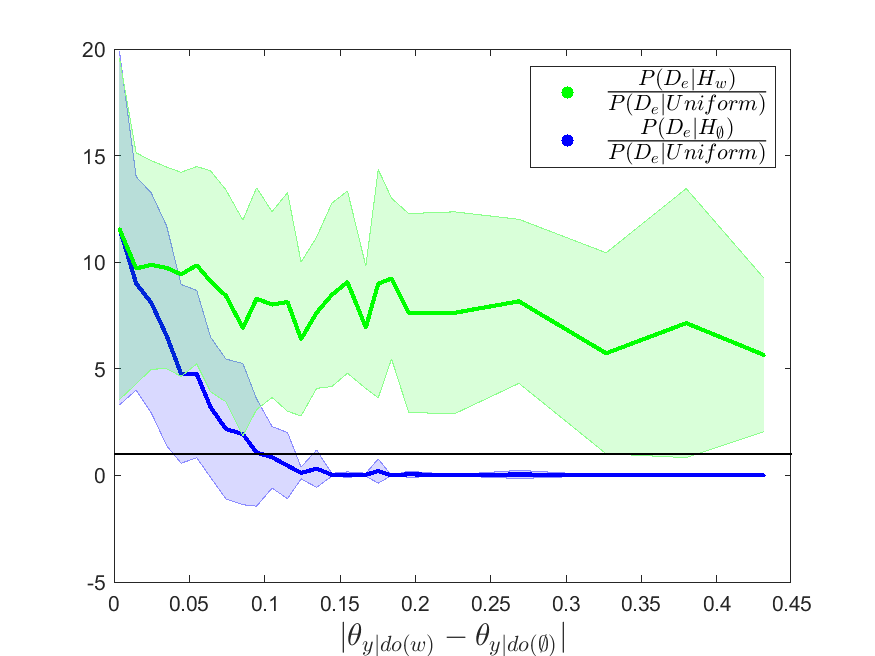 20
15
10
5
0
-5
0 0.05 0.1 0.15 0.2 0.25 0.3 0.35 0.4 0.45
P(D_e|H_w)
P(D_e|Uniform)
P(D_e|H_∅)
P(D_e|Uniform)
|θ_{y|do(w)} − θ_{y|do(∅)}|